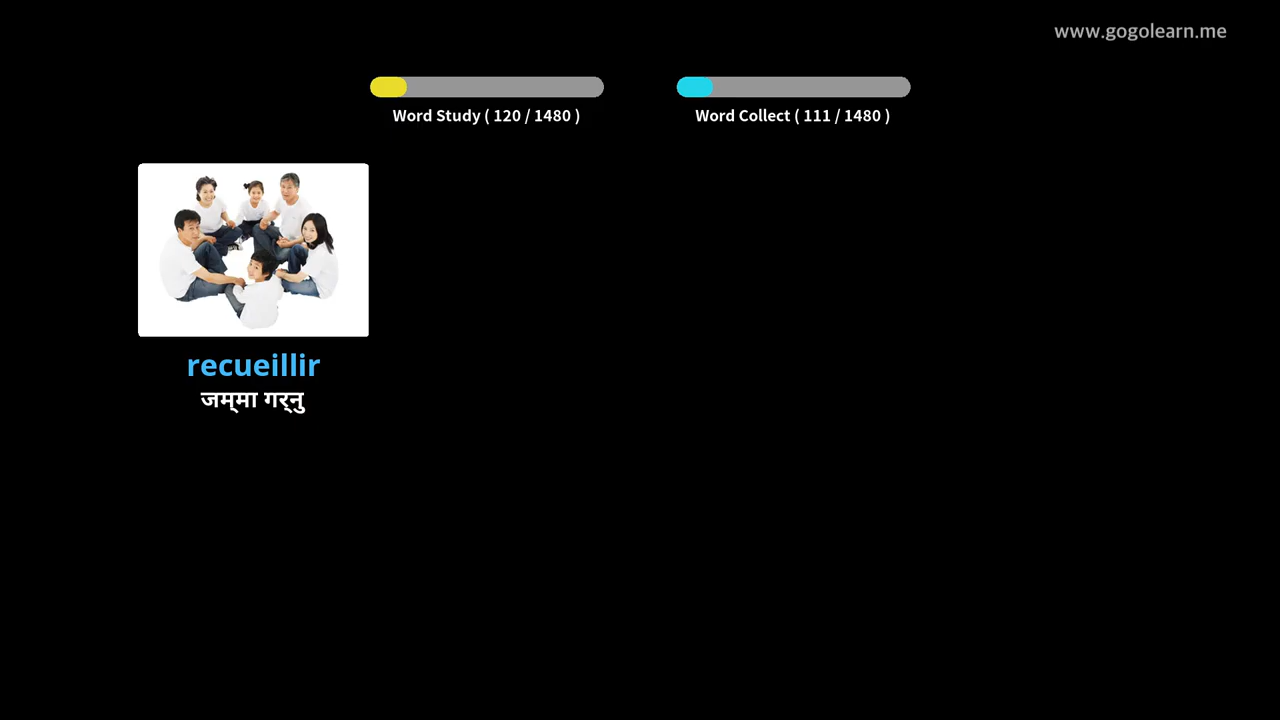 www.gogolearn.me
Word Study ( 120 / 1480 )
Word Collect ( 111 / 1480 )
recueillir
जम्मा गर्नु